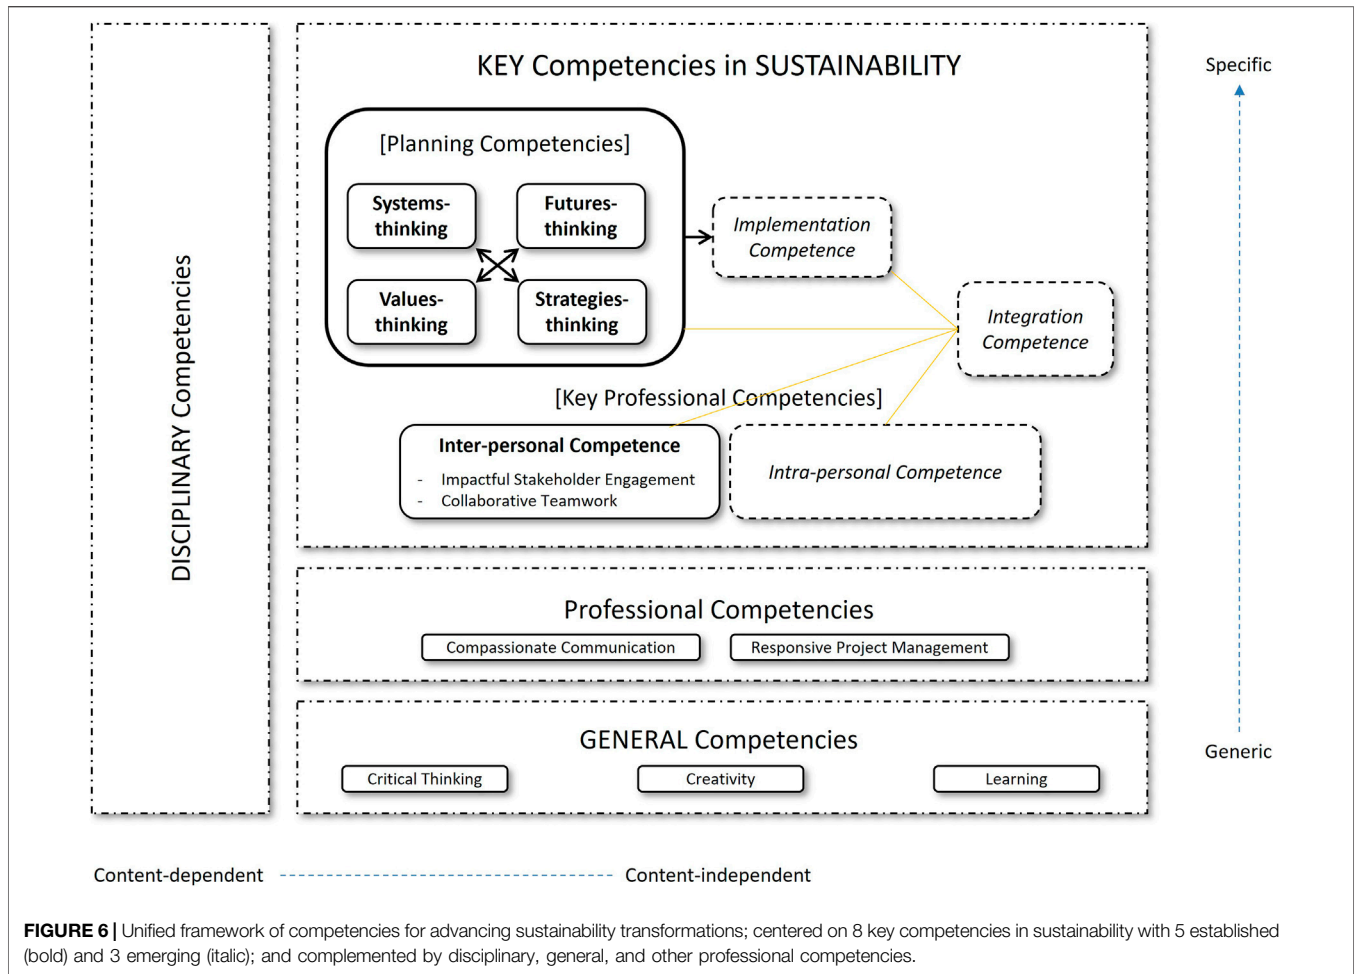 DISCIPLINARY Competencies
KEY Competencies in SUSTAINABILITY
[Planning Competencies]
Systems-
thinking
Futures-
thinking
Values-
thinking
Strategies-
thinking
Implementation
Competence
Integration
Competence
[Key Professional Competencies]
Inter-personal Competence
- Impactful Stakeholder Engagement
- Collaborative Teamwork
Intra-personal Competence
Professional Competencies
Compassionate Communication
Responsive Project Management
GENERAL Competencies
Critical Thinking
Creativity
Learning
Specific
Generic
Content-dependent
Content-independent
FIGURE 6 | Unified framework of competencies for advancing sustainability transformations; centered on 8 key competencies in sustainability with 5 established
(bold) and 3 emerging (italic); and complemented by disciplinary, general, and other professional competencies.